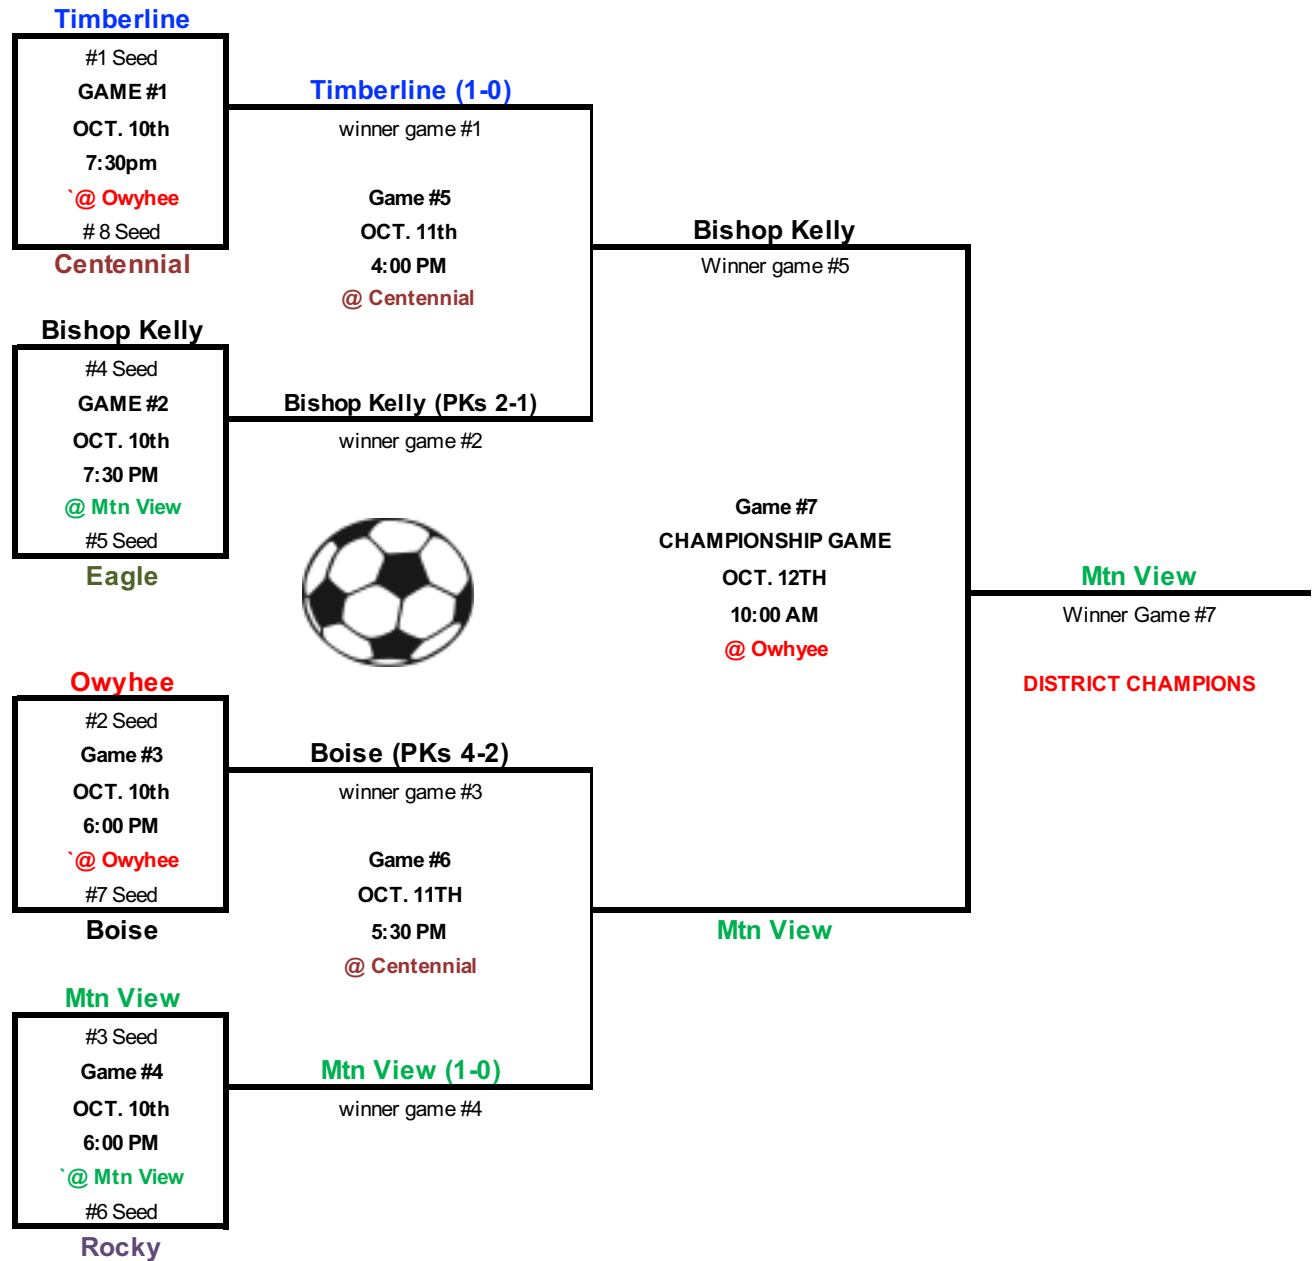 Timberline
#1 Seed
GAME #1
OCT. 10th
7:30pm
`@ Owyhee
# 8 Seed
Centennial
Bishop Kelly
#4 Seed
GAME #2
OCT. 10th
7:30 PM
@ Mtn View
#5 Seed
Eagle
Owyhee
#2 Seed
Game #3
OCT. 10th
6:00 PM
`@ Owyhee
#7 Seed
Boise
Mtn View
#3 Seed
Game #4
OCT. 10th
6:00 PM
`@ Mtn View
#6 Seed
Rocky
Timberline (1-0)
winner game #1
Game #5
OCT. 11th
4:00 PM
@ Centennial
Bishop Kelly (PKs 2-1)
winner game #2
Boise (PKs 4-2)
winner game #3
Game #6
OCT. 11TH
5:30 PM
@ Centennial
Mtn View (1-0)
winner game #4
Bishop Kelly
Winner game #5
Game #7
CHAMPIONSHIP GAME
OCT. 12TH
10:00 AM
@ Owhyee
Mtn View
Mtn View
Winner Game #7
DISTRICT CHAMPIONS